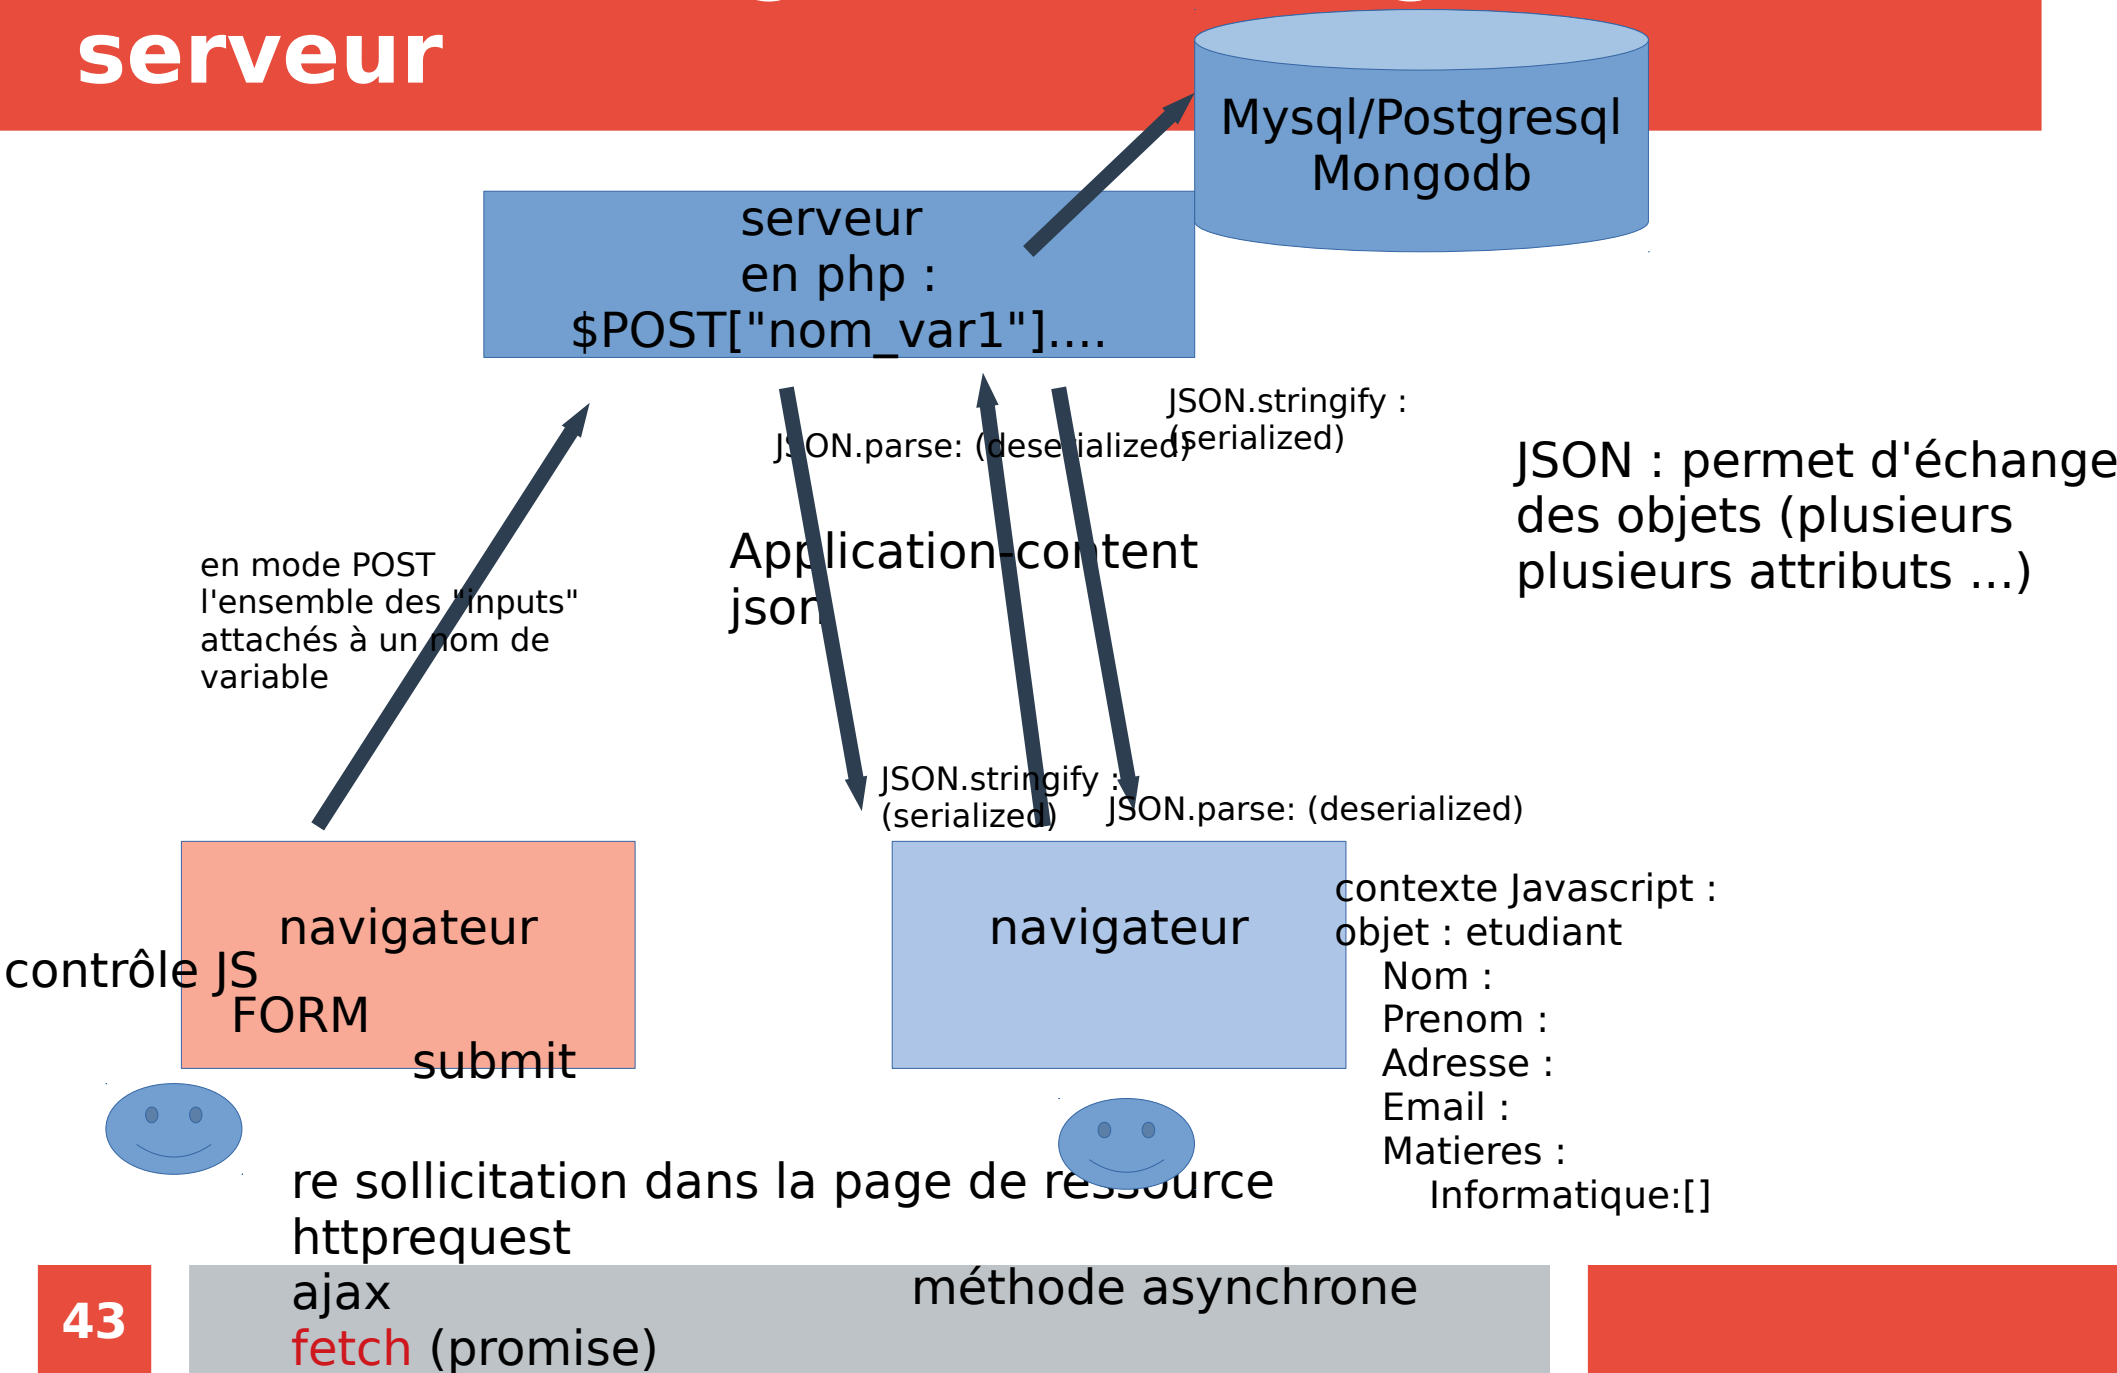 serveur
Mysql/Postgresql
Mongodb
serveur
en php :
$POST["nom_var1"]....
JSON.stringify :
(serialized)
JSON.parse: (deserialized)
JSON : permet d'échange
des objets (plusieurs
plusieurs attributs ...)
Application-content
json
en mode POST
l'ensemble des "inputs"
attachés à un nom de
variable
JSON.stringify :
(serialized)
JSON.parse: (deserialized)
navigateur
contrôle JS
FORM
submit
navigateur
contexte Javascript :
objet : etudiant
Nom :
Prenom :
Adresse :
Email :
Matieres :
Informatique:[]
re sollicitation dans la page de ressource
httprequest
ajax
fetch (promise)
méthode asynchrone
43